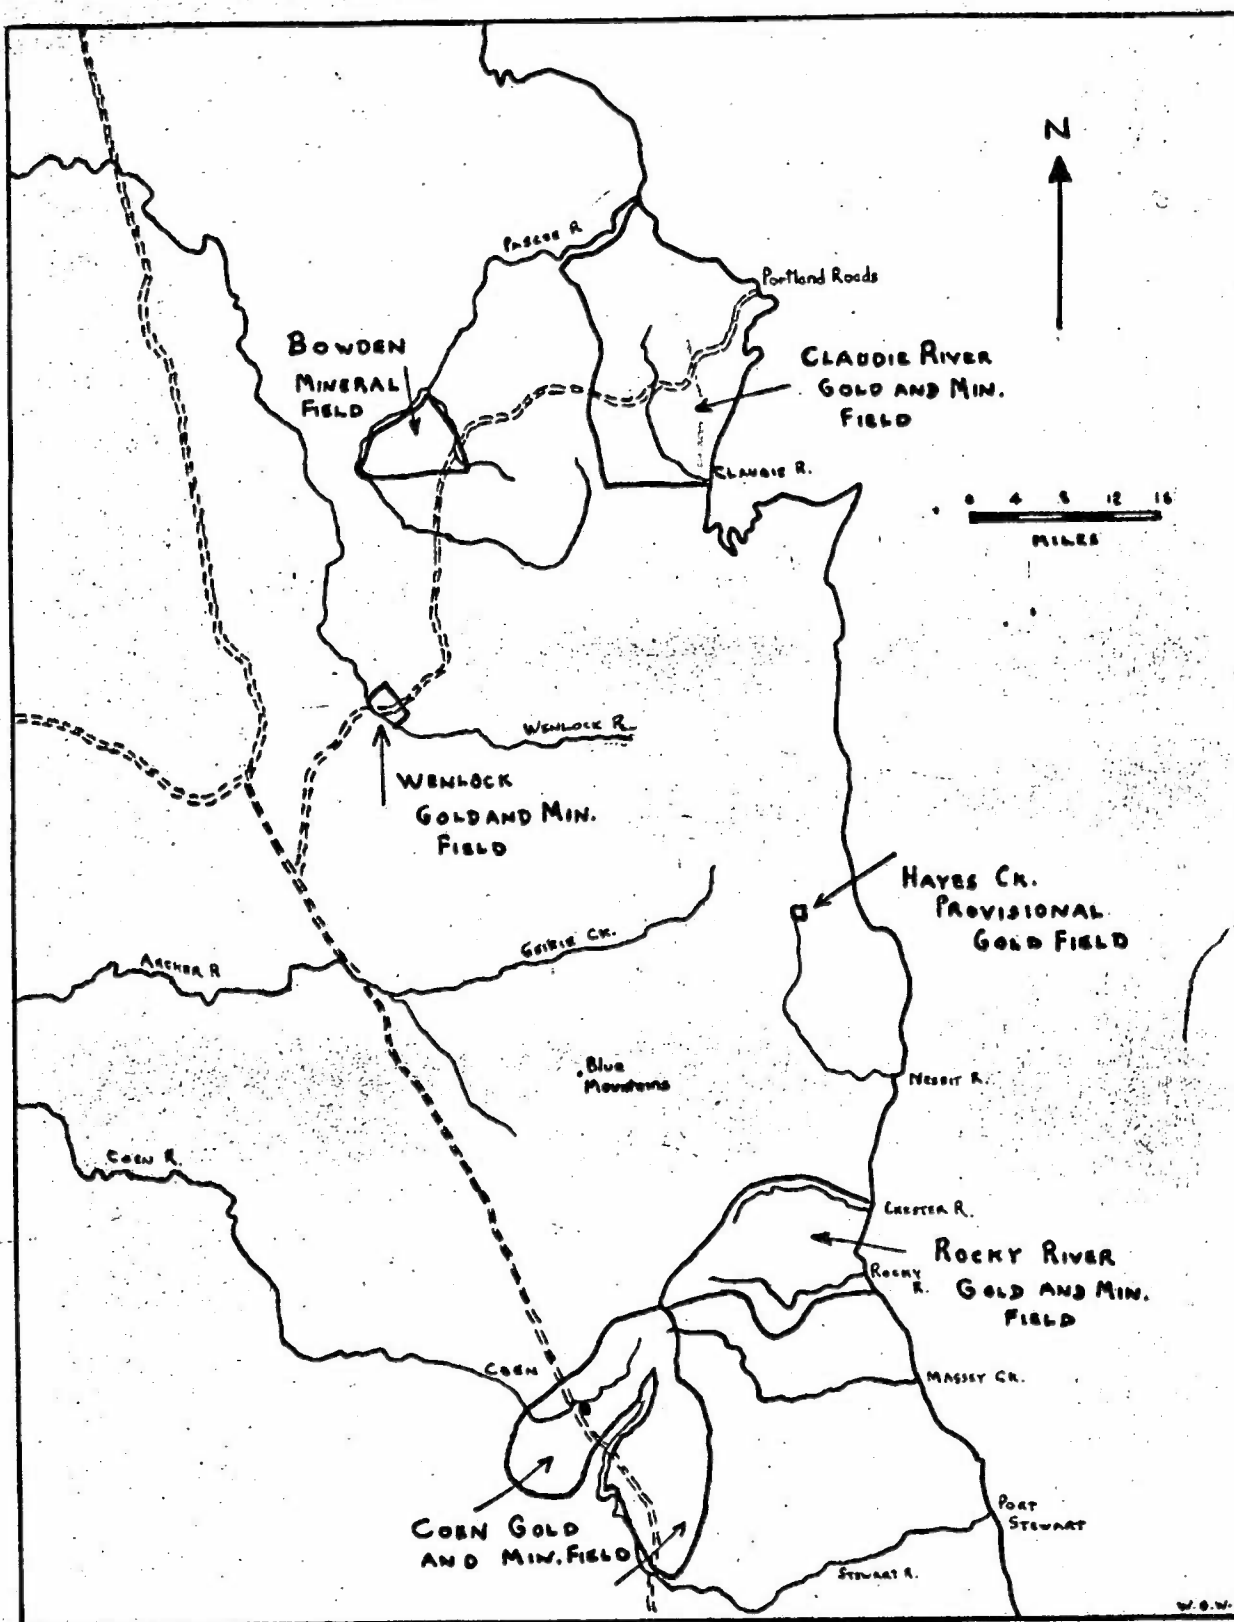 N
PASCOE R
Portland Roads
BOWDEN
MINERAL
FIELD
CLAUDIE RIVER
GOLD AND MIN.
FIELD
CLAUDIE R.
0 4 8 12 16
MILES
WENLOCK R.
WENLOCK
GOLD AND MIN.
FIELD
HAYES CK.
PROVISIONAL
GOLD FIELD
GEIKIE CK.
ARCHER R
Blue
Mountains
NESBIT R.
COEN R.
CHESTER R.
ROCKY RIVER
GOLD AND MIN.
FIELD
ROCKY
R.
COEN
MASSEY CK.
PORT
STEWART
COEN GOLD
AND MIN. FIELD
STEWART R.
W.O.W.